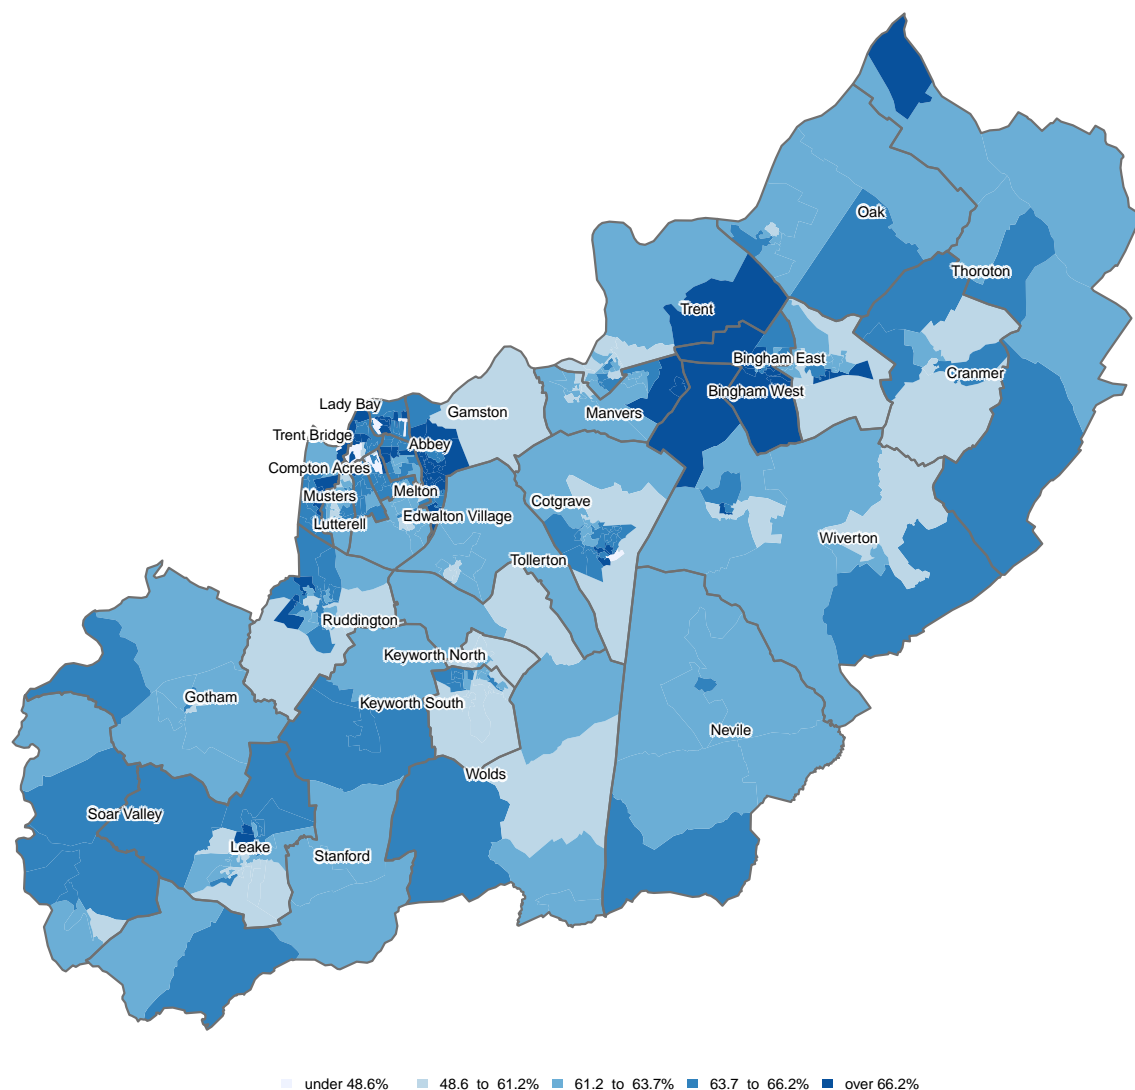 Oak
Thoroton
Trent
Bingham East
Cranmer
Bingham West
Lady Bay
Gamston
Manvers
Trent Bridge
Abbey
Compton Acres
Musters
Melton
Cotgrave
Lutterell
Edwalton Village
Wiverton
Tollerton
Ruddington
Keyworth North
Gotham
Keyworth South
Nevile
Wolds
Soar Valley
Leake
Stanford
under 48.6% 48.6 to 61.2% 61.2 to 63.7% 63.7 to 66.2% over 66.2%